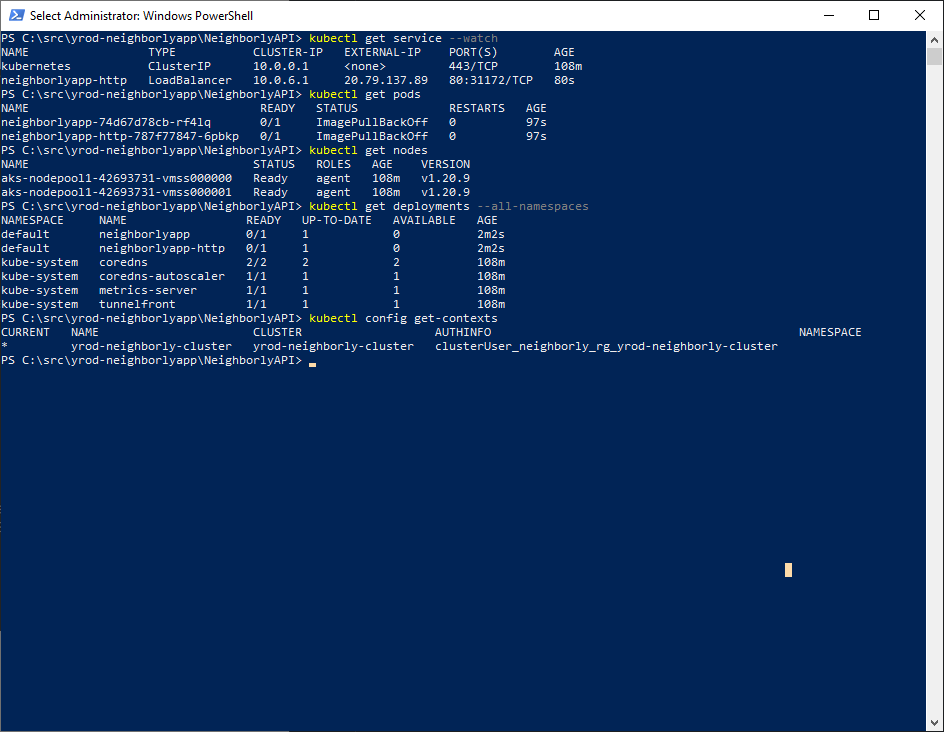 Select Administrator: Windows PowerShell
PS C:\src\yrod-neighborlyapp\NeighborlyAPI> kubectl get service --watch
NAME                 TYPE           CLUSTER-IP   EXTERNAL-IP     PORT(S)        AGE
kubernetes           ClusterIP      10.0.0.1     <none>          443/TCP        108m
neighborlyapp-http   LoadBalancer   10.0.6.1     20.79.137.89    80:31172/TCP   80s
PS C:\src\yrod-neighborlyapp\NeighborlyAPI> kubectl get pods
NAME                                 READY   STATUS             RESTARTS   AGE
neighborlyapp-74d67d78cb-rf4lq       0/1     ImagePullBackOff   0          97s
neighborlyapp-http-787f77847-6pbkp   0/1     ImagePullBackOff   0          97s
PS C:\src\yrod-neighborlyapp\NeighborlyAPI> kubectl get nodes
NAME                                STATUS   ROLES   AGE    VERSION
aks-nodepool1-42693731-vmss000000   Ready    agent   108m   v1.20.9
aks-nodepool1-42693731-vmss000001   Ready    agent   108m   v1.20.9
PS C:\src\yrod-neighborlyapp\NeighborlyAPI> kubectl get deployments --all-namespaces
NAMESPACE     NAME                 READY   UP-TO-DATE   AVAILABLE   AGE
default       neighborlyapp        0/1     1            0           2m2s
default       neighborlyapp-http   0/1     1            0           2m2s
kube-system   coredns              2/2     2            2           108m
kube-system   coredns-autoscaler   1/1     1            1           108m
kube-system   metrics-server       1/1     1            1           108m
kube-system   tunnelfront          1/1     1            1           108m
PS C:\src\yrod-neighborlyapp\NeighborlyAPI> kubectl config get-contexts
CURRENT   NAME                      CLUSTER                   AUTHINFO                                            NAMESPACE
*         yrod-neighborly-cluster   yrod-neighborly-cluster   clusterUser_neighborly_rg_yrod-neighborly-cluster
PS C:\src\yrod-neighborlyapp\NeighborlyAPI>